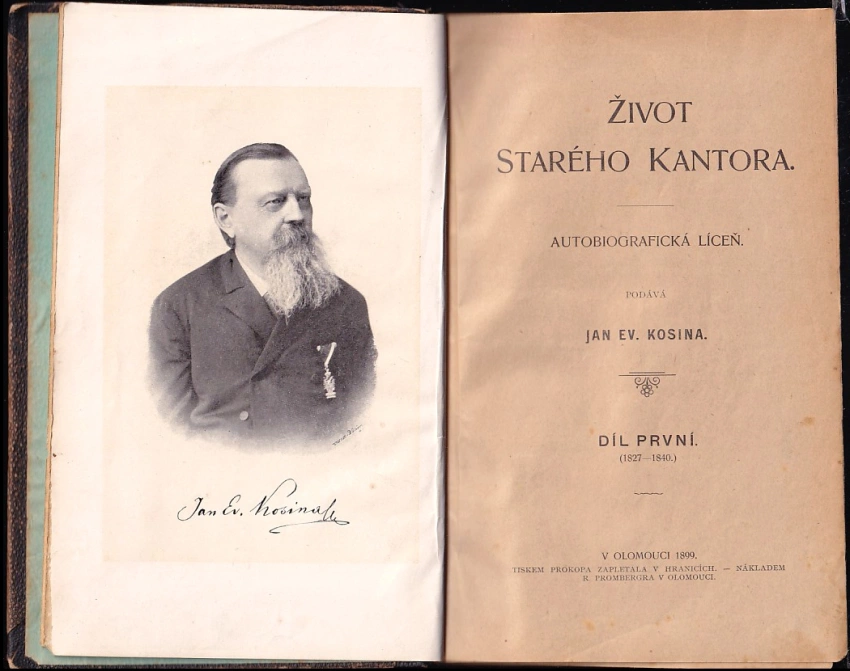 Jan Ev. Kosina
ŽIVOT
STARÉHO KANTORA.
AUTOBIOGRAFICKÁ LÍCEŇ.
PODÁVÁ
JAN EV. KOSINA.
DÍL PRVNÍ.
(1827—1840.)
V OLOMOUCI 1899.
TISKEM PROKOPA ZAPLETALA V HRANICÍCH. — NÁKLADEM
R. PROMBERGRA V OLOMOUCI.